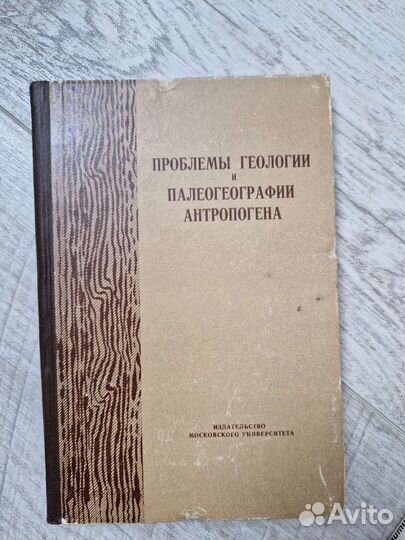 ПРОБЛЕМЫ ГЕОЛОГИИ
И
ПАЛЕОГЕОГРАФИИ
АНТРОПОГЕНА
ИЗДАТЕЛЬСТВО
МОСКОВСКОГО УНИВЕРСИТЕТА
Avito